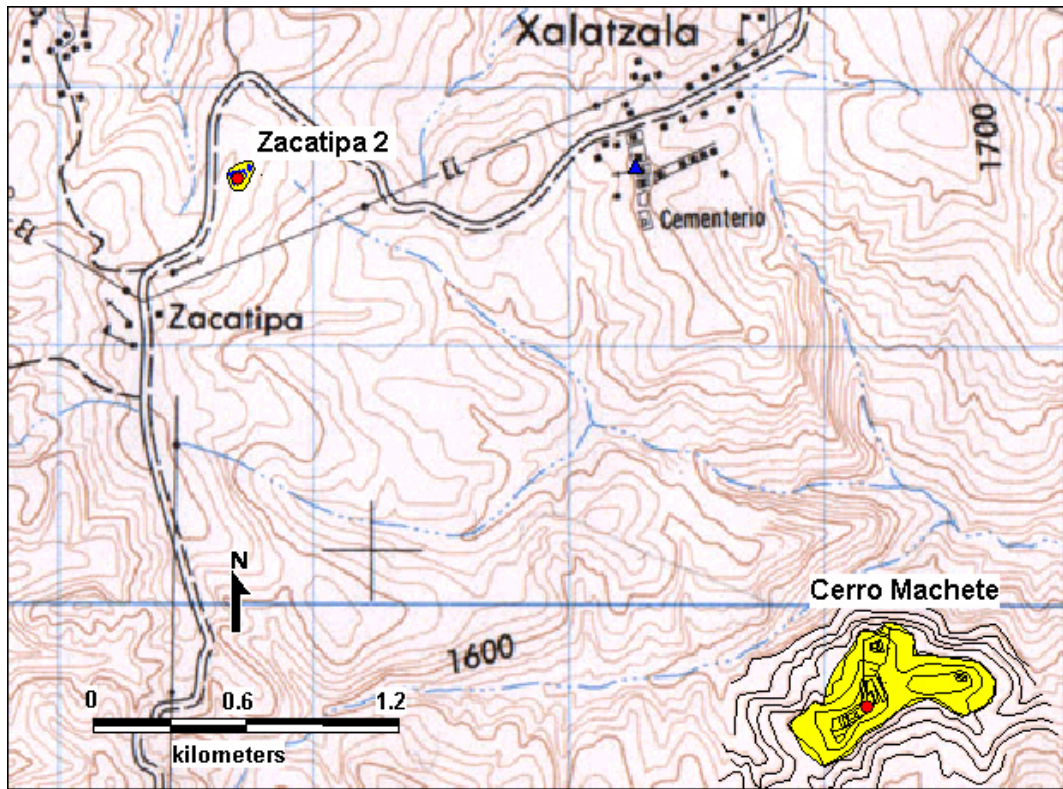 Xalatzala
Zacatipa 2
1700
EL
Cementerio
EL
Zacatipa
N
Cerro Machete
1600
0 0.6 1.2
kilometers